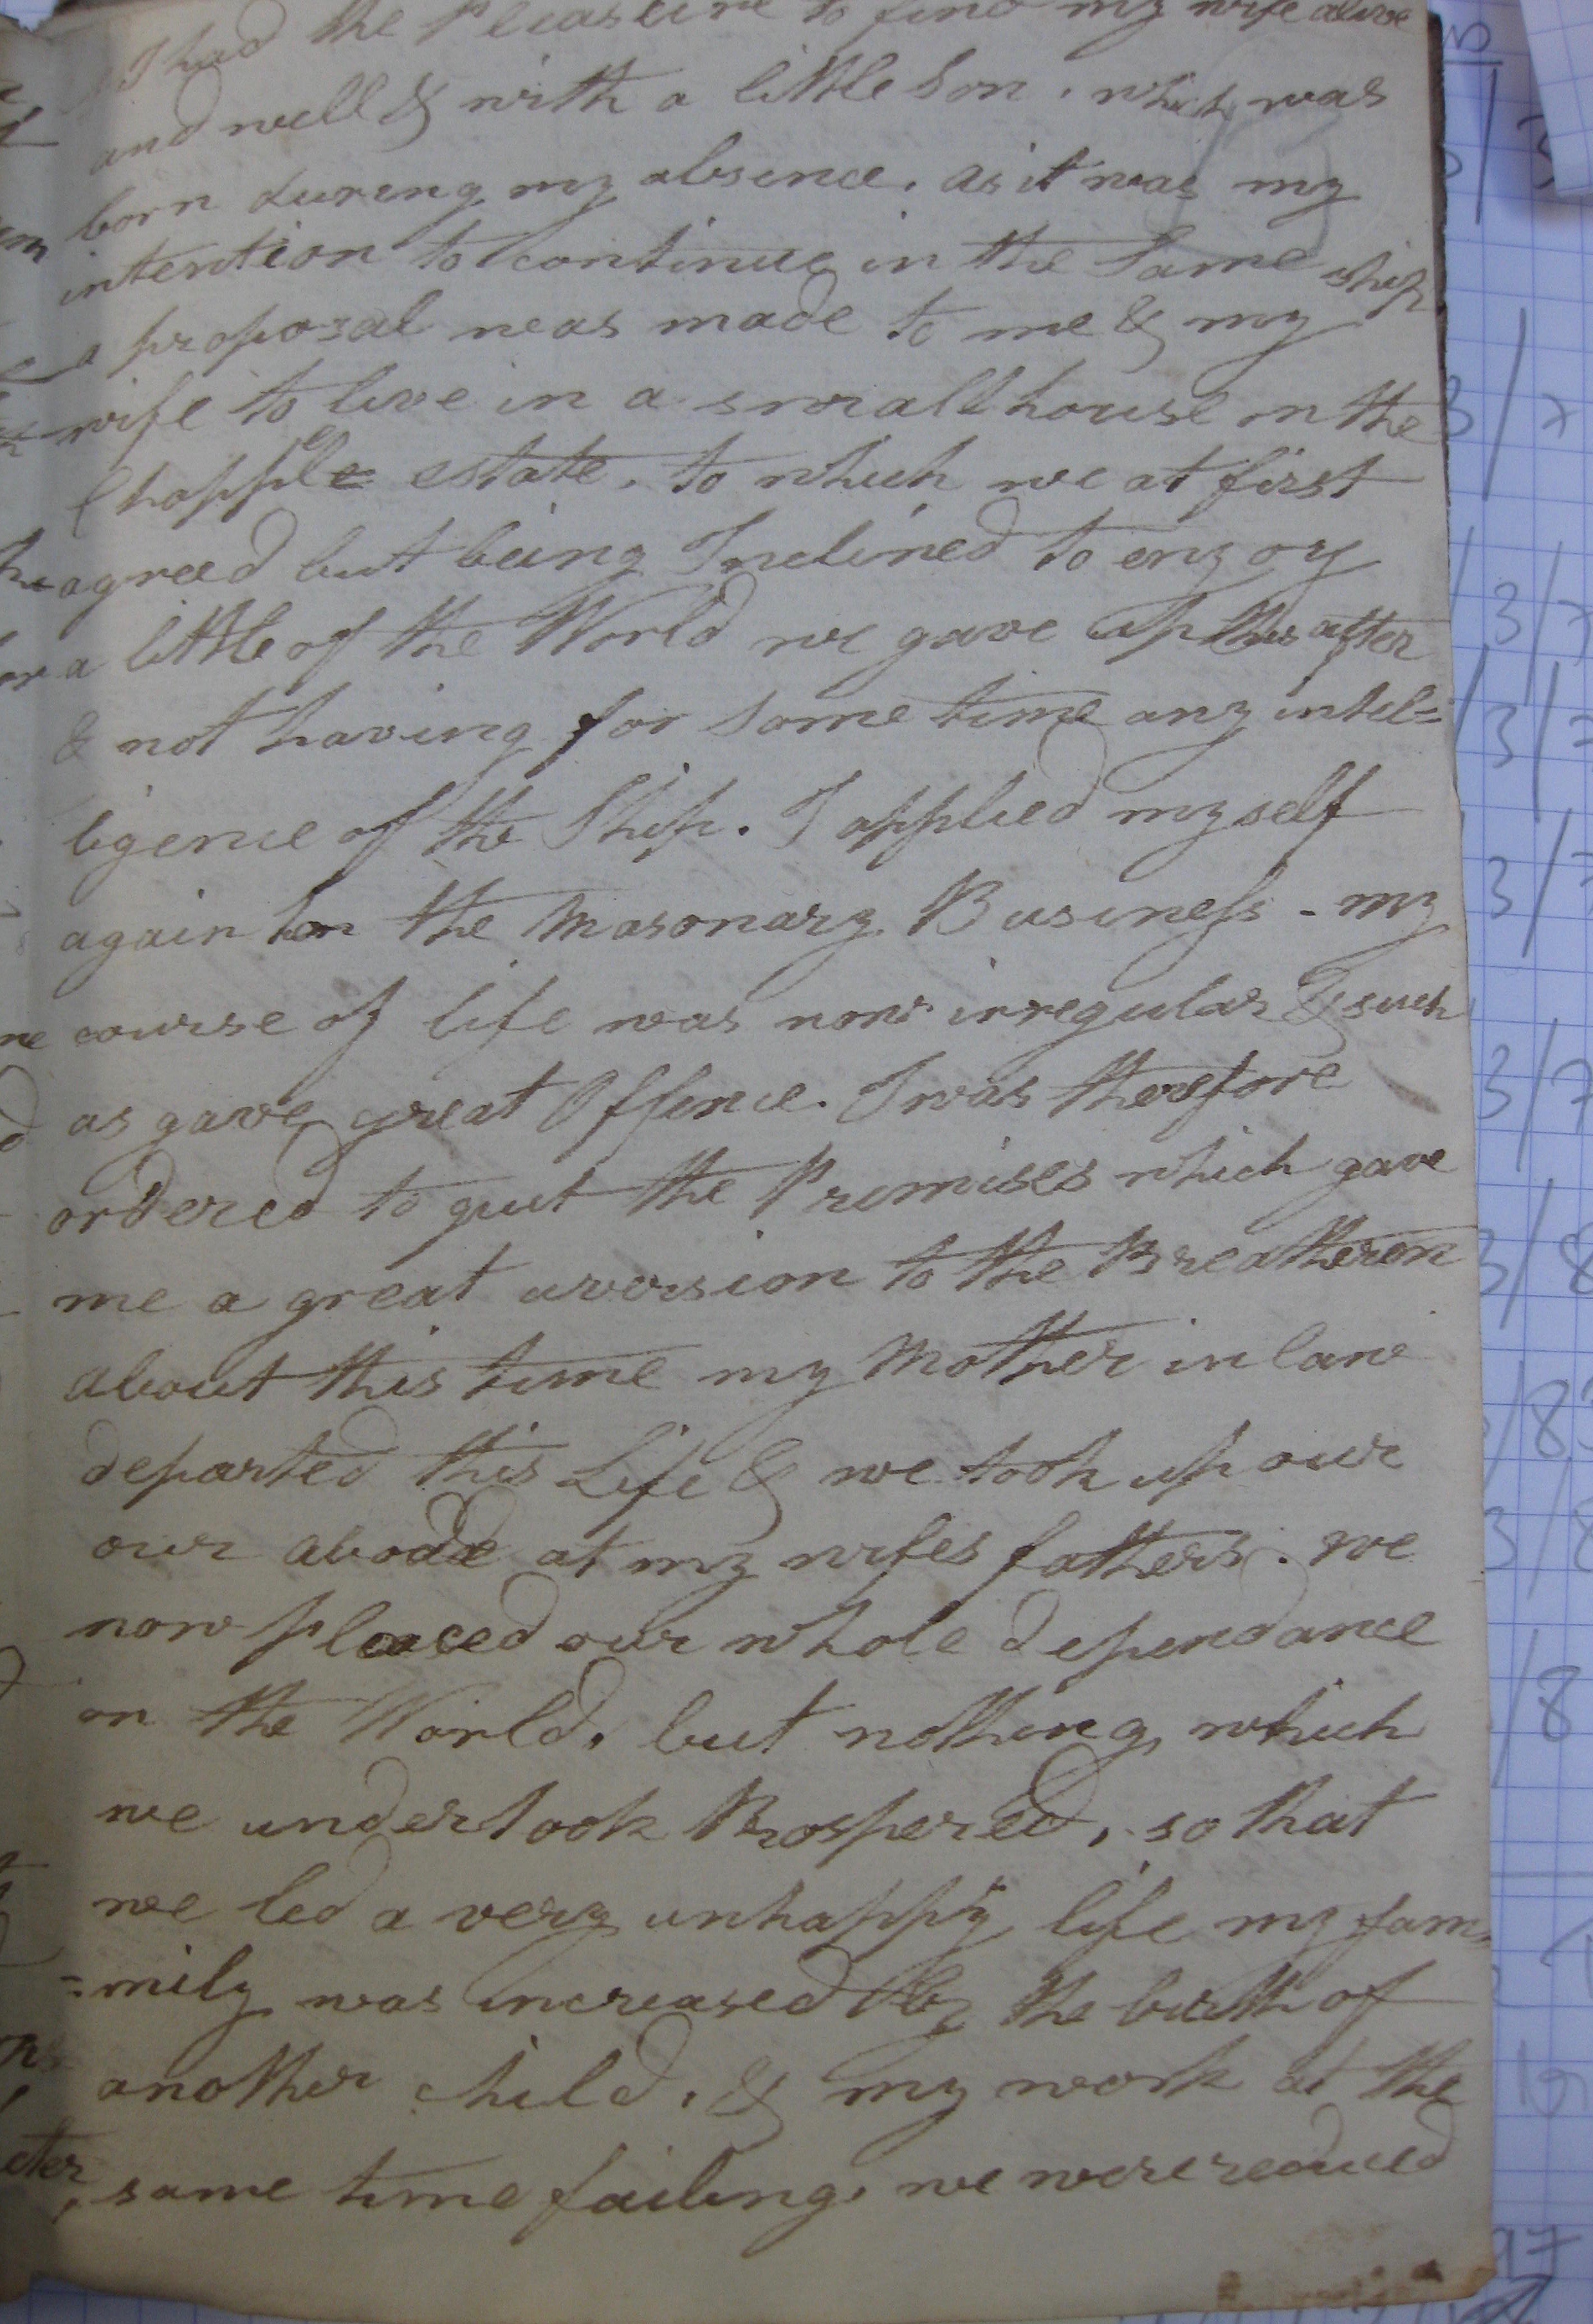 I had the Pleasure to find my wife alive
and well & with a little Son. which was
born during my absence. as it was my
intention to continue in the Same ship
a proposal was made to me & my
wife to live in a small house on the
Chapple estate. to which we at first
agreed but being Inclined to enjoy
a little of the World we gave up this after
& not having for Some time any intel=
ligence of the Ship. I applied myself
again to the Masonary Business - my
course of life was now irregular & such
as gave great Offence. I was therefore
ordered to quit the Premises which gave
me a great aversion to the Breatheren
about this time my Mother in law
departed this Life & we took up our
our abode at my wifes fathers. we
now placed our whole dependance
on the World. but nothing which
we undertook Prospered, so that
we led a very unhappy life my fam=
=mily was increased by the birth of
another child. & my work at the
same time failing. we were reduced